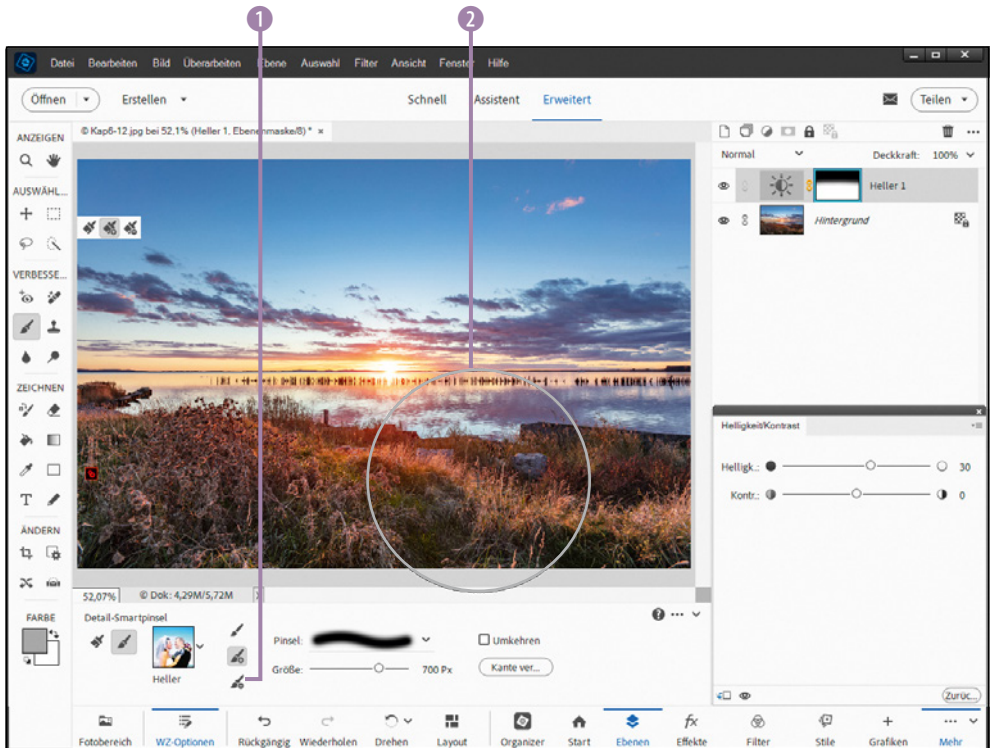 1 2
Datei Bearbeiten Bild Überarbeiten Ebene Auswahl Filter Ansicht Fenster Hilfe
Öffnen Erstellen Schnell Assistent Erweitert Teilen
ANZEIGEN
© Kap6-12.jpg bei 52.1% (Heller 1, Ebenenmaske/8) * ×
Normal Deckkraft: 100%
AUSWÄHL...
Heller 1
Hintergrund
VERBESSE...
ZEICHNEN
Helligkeit/Kontrast
Helligk.: 30
Kontr.: 0
T
ÄNDERN
52,07% © Dok: 4,29M/5,72M
FARBE
Detail-Smartpinsel
Pinsel: Umkehren
Größe: 700 Px Kante ver...
Heller
Zurüc...
Fotobereich WZ-Optionen Rückgängig Wiederholen Drehen Layout Organizer Start Ebenen fx Effekte Filter Stile Grafiken Mehr